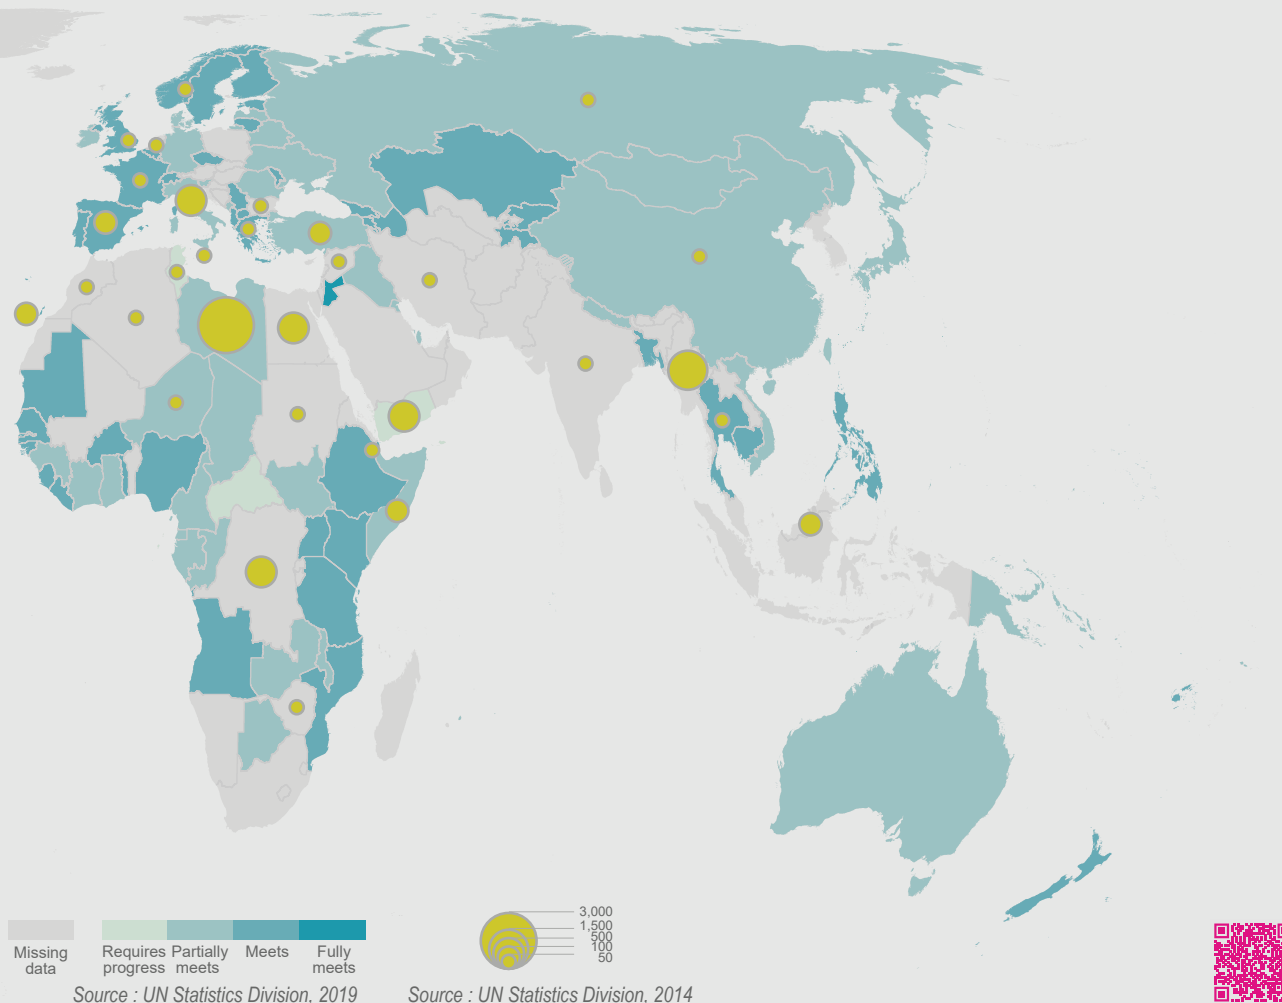 3,000
1,500
500
100
50
Missing
data
Requires
progress
Partially
meets
Meets
Fully
meets
Source : UN Statistics Division, 2019
Source : UN Statistics Division, 2014